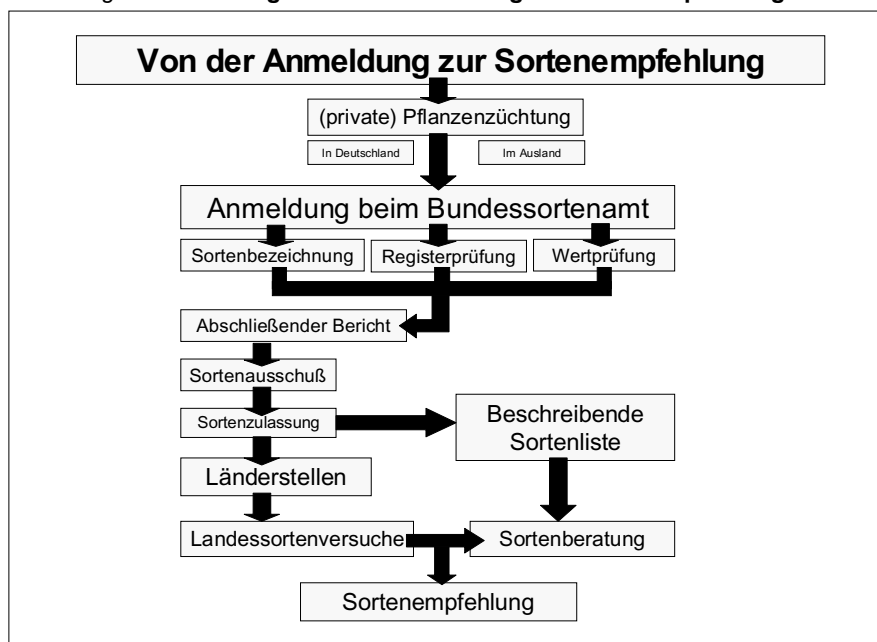 Von der Anmeldung zur Sortenempfehlung
(private) Pflanzenzüchtung
In Deutschland
Im Ausland
Anmeldung beim Bundessortenamt
Sortenbezeichnung
Registerprüfung
Wertprüfung
Abschließender Bericht
Sortenausschuß
Sortenzulassung
Beschreibende
Sortenliste
Länderstellen
Landessortenversuche
Sortenberatung
Sortenempfehlung